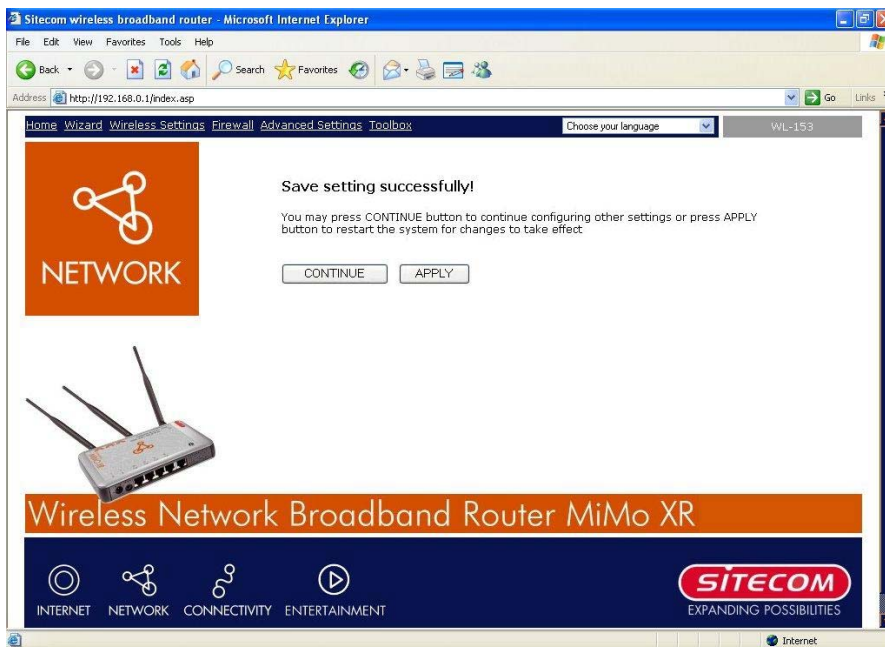 Sitecom wireless broadband router - Microsoft Internet Explorer
File Edit View Favorites Tools Help
Back Search Favorites
Address http://192.168.0.1/index.asp Go Links
Home Wizard Wireless Settings Firewall Advanced Settings Toolbox Choose your language WL-153
NETWORK
Save setting successfully!
You may press CONTINUE button to continue configuring other settings or press APPLY
button to restart the system for changes to take effect
CONTINUE APPLY
Wireless Network Broadband Router MiMo XR
INTERNET NETWORK CONNECTIVITY ENTERTAINMENT
SITECOM
EXPANDING POSSIBILITIES
Internet